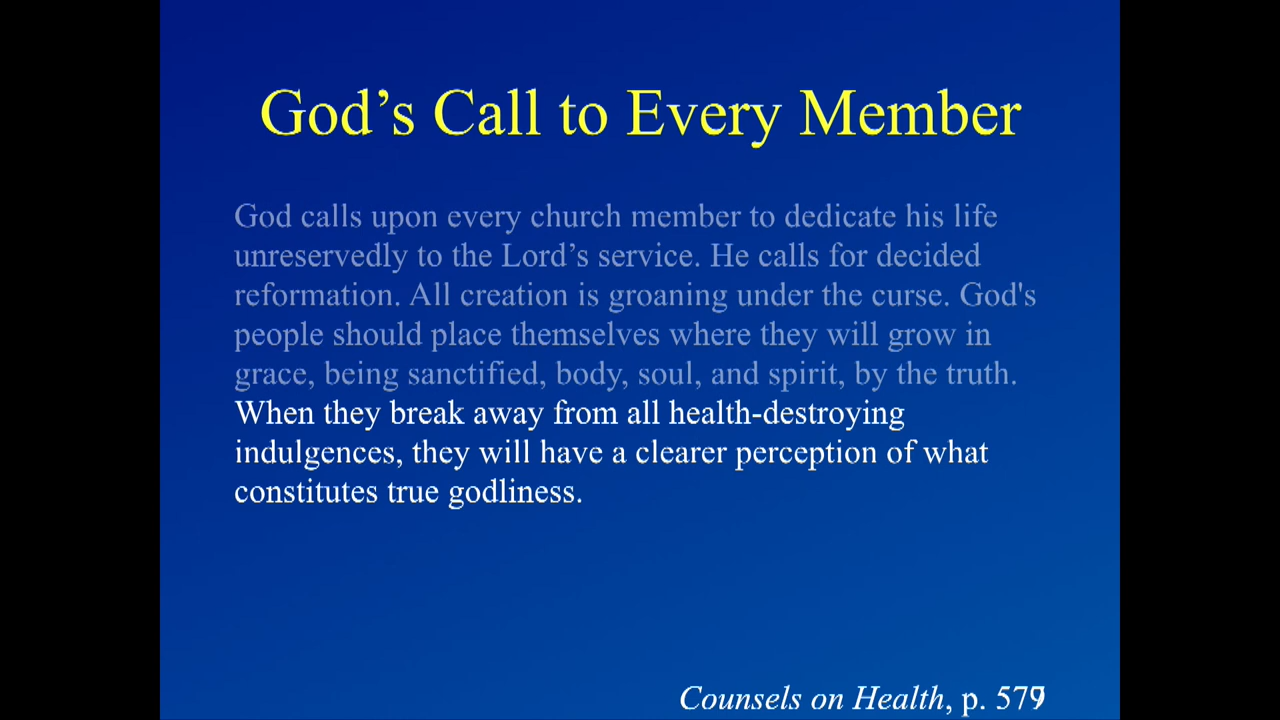 God’s Call to Every Member
God calls upon every church member to dedicate his life
unreservedly to the Lord’s service. He calls for decided
reformation. All creation is groaning under the curse. God's
people should place themselves where they will grow in
grace, being sanctified, body, soul, and spirit, by the truth.
When they break away from all health-destroying
indulgences, they will have a clearer perception of what
constitutes true godliness.
Counsels on Health, p.